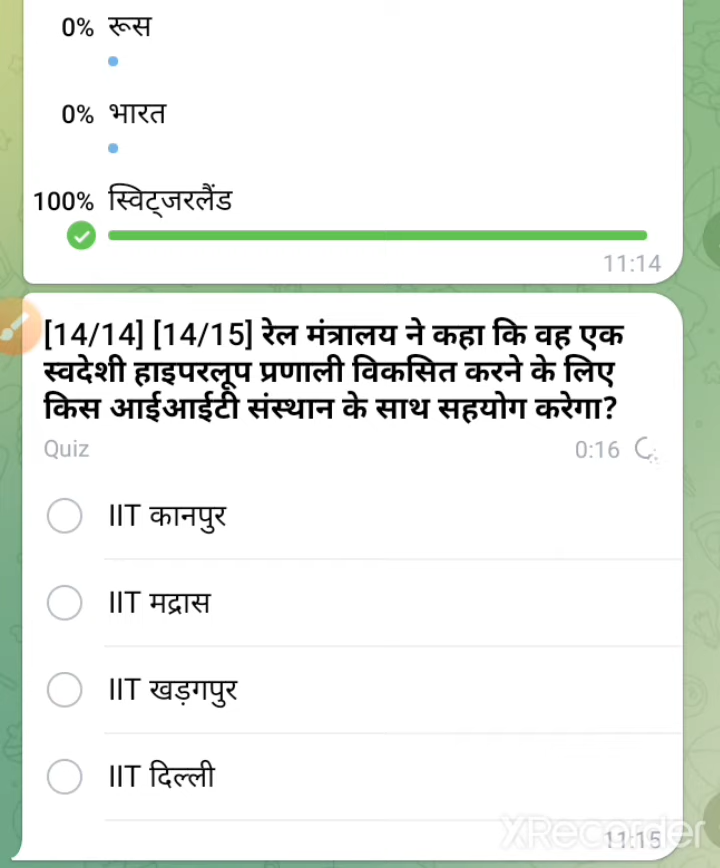 0% रूस
0% भारत
100% स्विट्जरलैंड
11:14
[14/14] [14/15] रेल मंत्रालय ने कहा कि वह एक
स्वदेशी हाइपरलूप प्रणाली विकसित करने के लिए
किस आईआईटी संस्थान के साथ सहयोग करेगा?
Quiz 0:16
IIT कानपुर
IIT मद्रास
IIT खड़गपुर
IIT दिल्ली
XRecorder
11:15